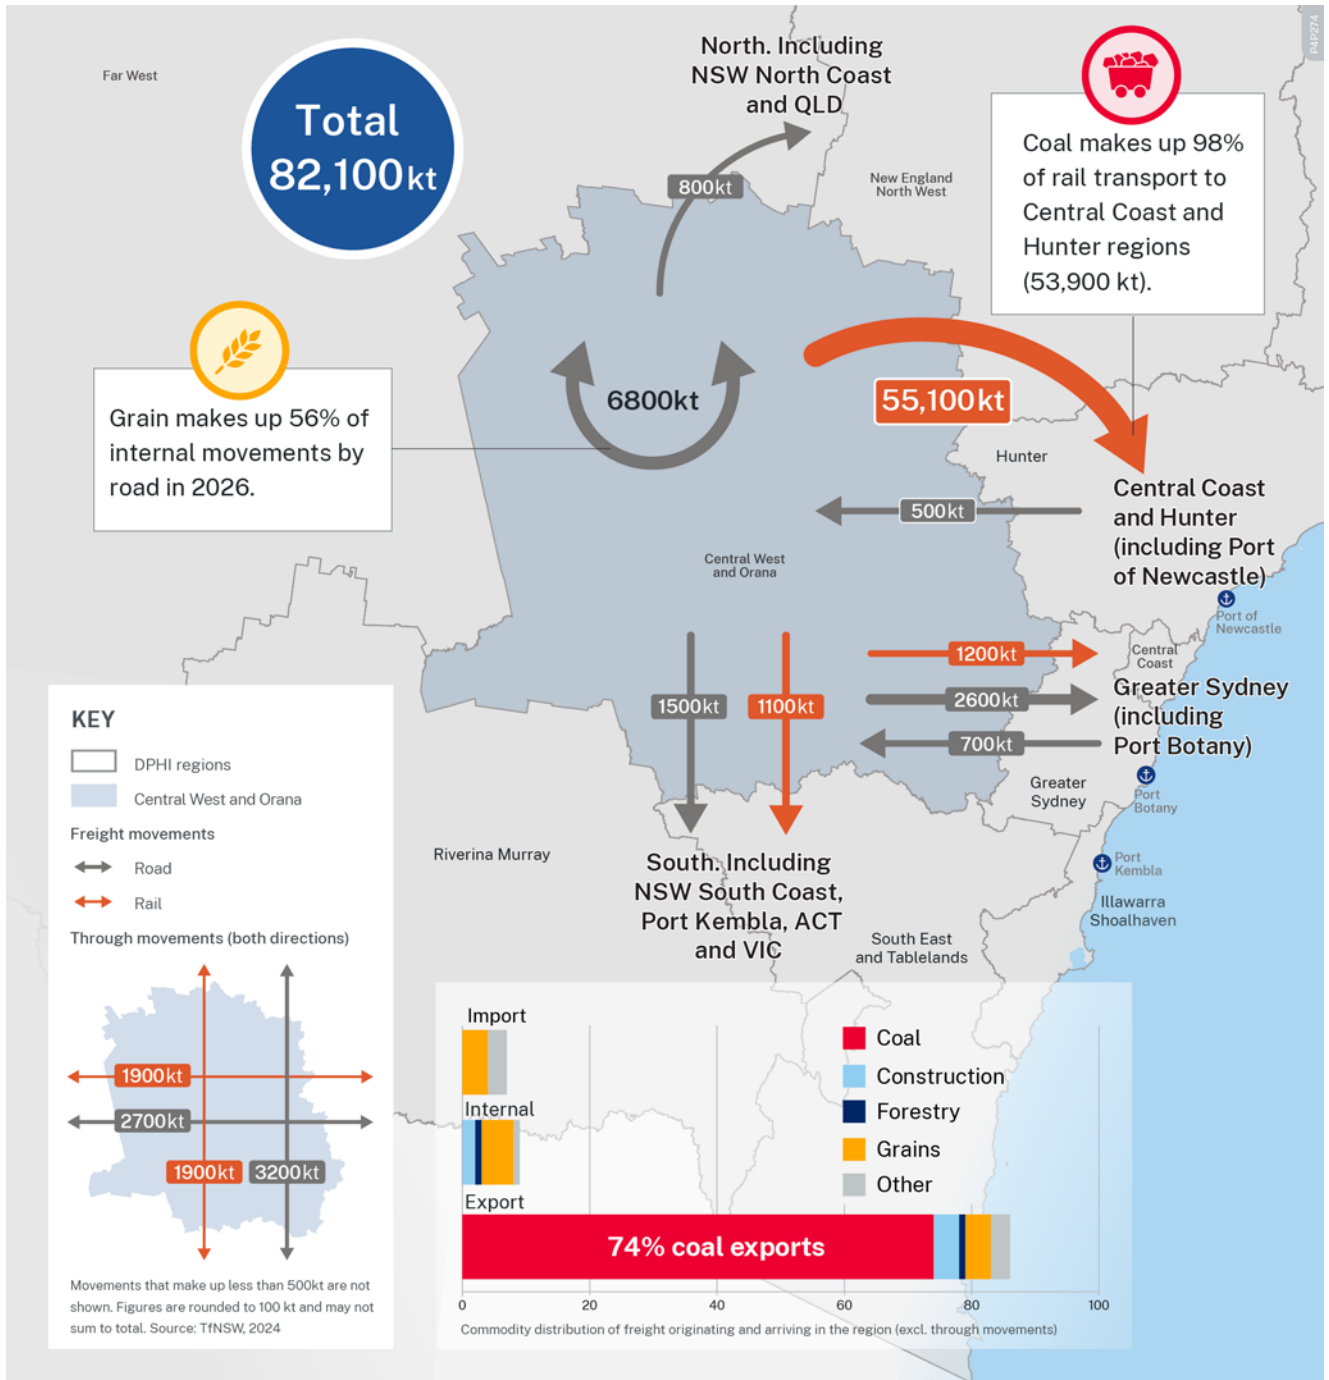 P4P274
Far West
Total
82,100kt
North. Including
NSW North Coast
and QLD
800kt
New England
North West
Coal makes up 98%
of rail transport to
Central Coast and
Hunter regions
(53,900 kt).
Grain makes up 56% of
internal movements by
road in 2026.
6800kt
55,100kt
Hunter
500kt
Central Coast
and Hunter
(including Port
of Newcastle)
Central West
and Orana
Port of
Newcastle
1200kt
Central
Coast
1500kt
1100kt
2600kt
700kt
Greater Sydney
(including
Port Botany)
Greater
Sydney
Port
Botany
Riverina Murray
South. Including
NSW South Coast,
Port Kembla, ACT
and VIC
Port
Kembla
Illawarra
Shoalhaven
South East
and Tablelands
KEY
DPHI regions
Central West and Orana
Freight movements
Road
Rail
Through movements (both directions)
1900kt
2700kt
1900kt
3200kt
Movements that make up less than 500kt are not
shown. Figures are rounded to 100 kt and may not
sum to total. Source: TfNSW, 2024
Import
Internal
Export
74% coal exports
Coal
Construction
Forestry
Grains
Other
0
20
40
60
80
100
Commodity distribution of freight originating and arriving in the region (excl. through movements)